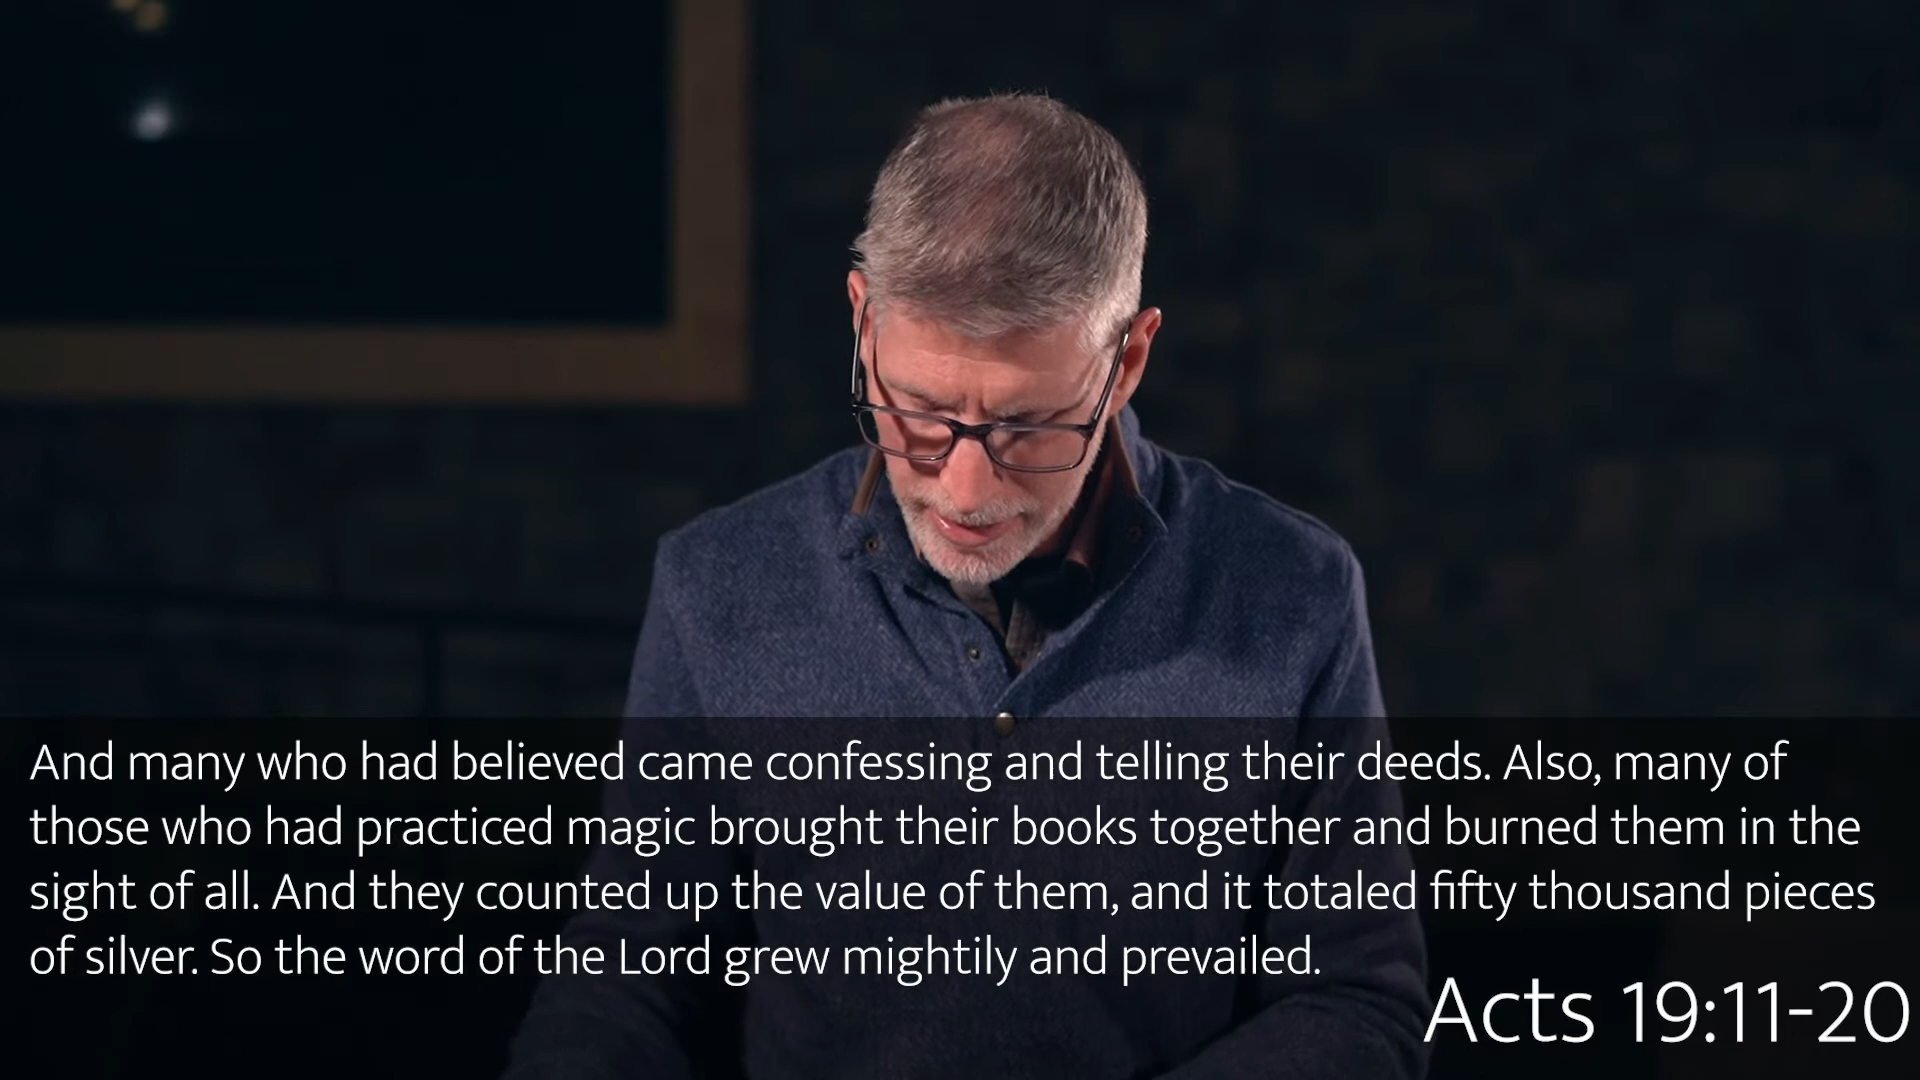 And many who had believed came confessing and telling their deeds. Also, many of
those who had practiced magic brought their books together and burned them in the
sight of all. And they counted up the value of them, and it totaled fifty thousand pieces
of silver. So the word of the Lord grew mightily and prevailed.
Acts 19:11-20